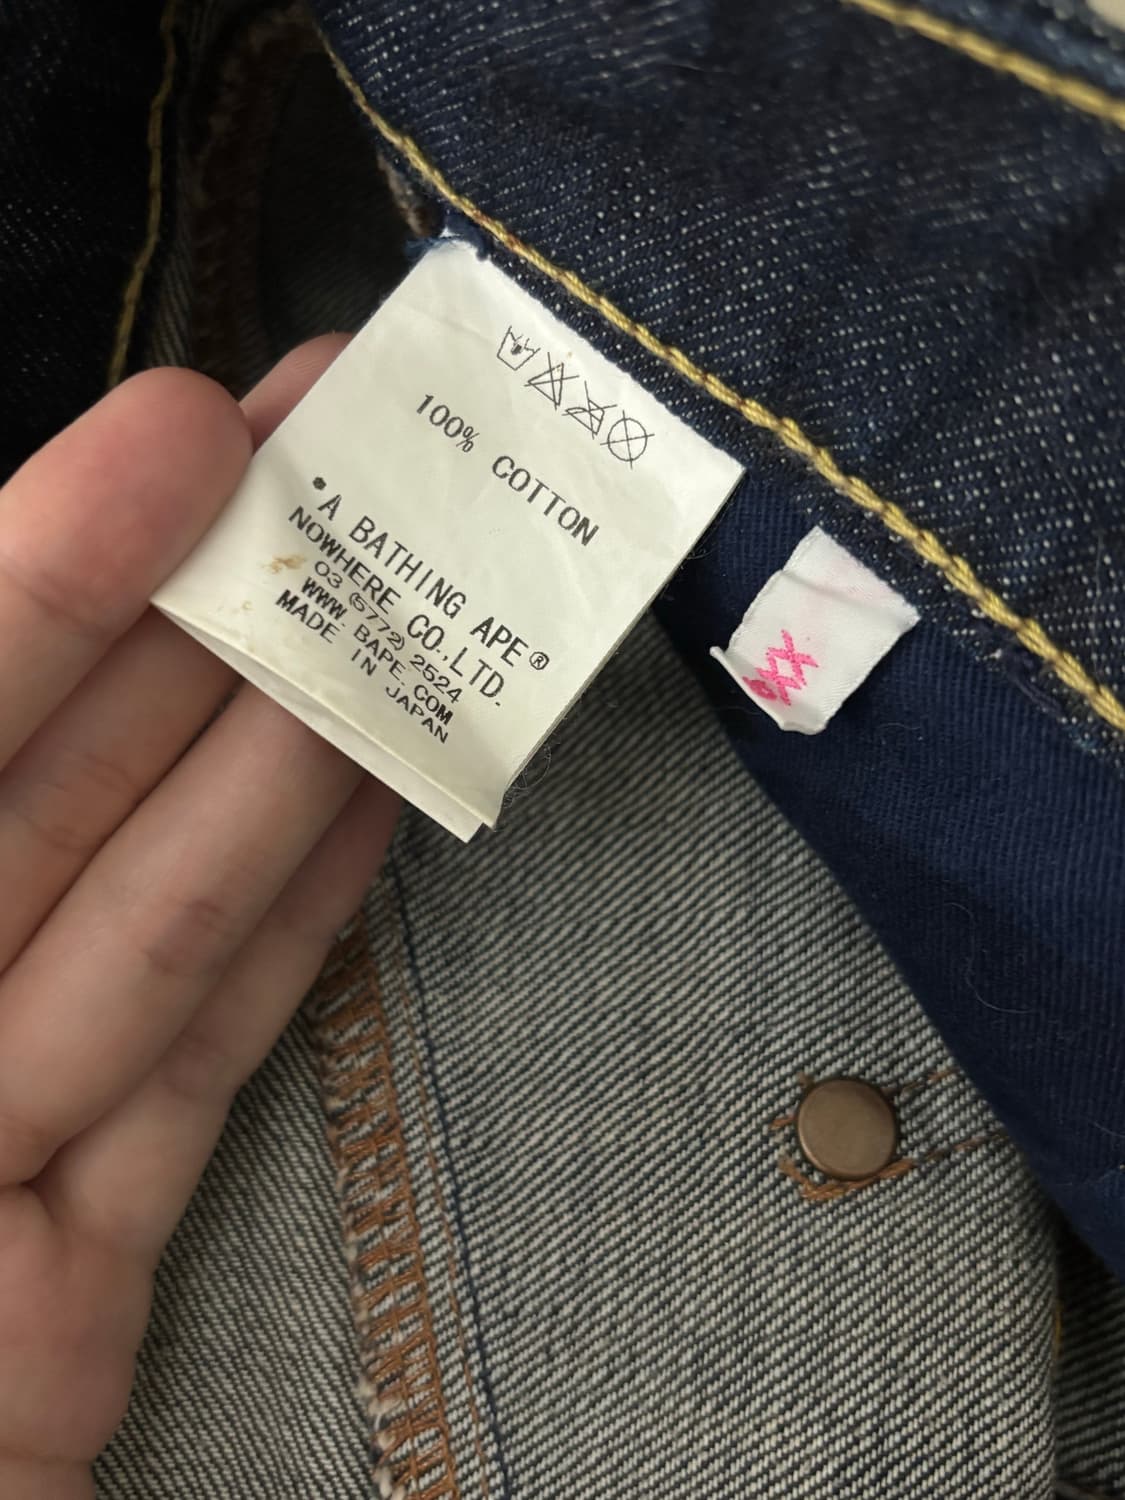 100% COTTON
•A BATHING APE®
NOWHERE CO.,LTD.
03 (5772) 2524
WWW. BAPE. COM
MADE IN JAPAN